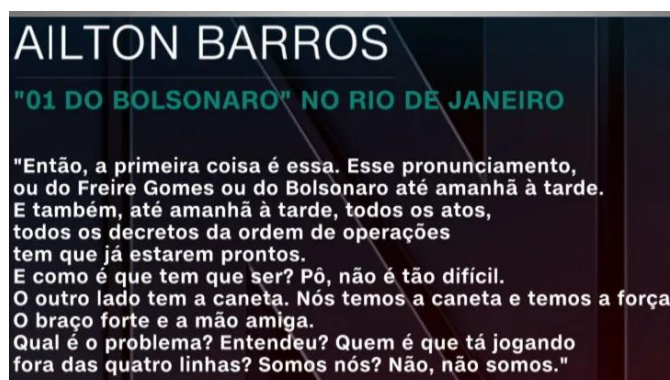 AILTON BARROS
"01 DO BOLSONARO" NO RIO DE JANEIRO
"Então, a primeira coisa é essa. Esse pronunciamento,
ou do Freire Gomes ou do Bolsonaro até amanhã à tarde.
E também, até amanhã à tarde, todos os atos,
todos os decretos da ordem de operações
tem que já estarem prontos.
E como é que tem que ser? Pô, não é tão difícil.
O outro lado tem a caneta. Nós temos a caneta e temos a força
O braço forte e a mão amiga.
Qual é o problema? Entendeu? Quem é que tá jogando
fora das quatro linhas? Somos nós? Não, não somos."